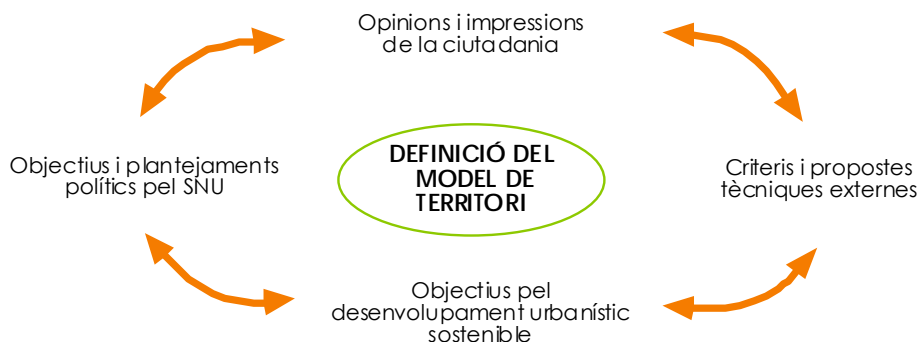 Opinions i impressions
de la ciutadania
Objectius i plantejaments
polítics pel SNU
DEFINICIÓ DEL
MODEL DE
TERRITORI
Criteris i propostes
tècniques externes
Objectius pel
desenvolupament urbanístic
sostenible